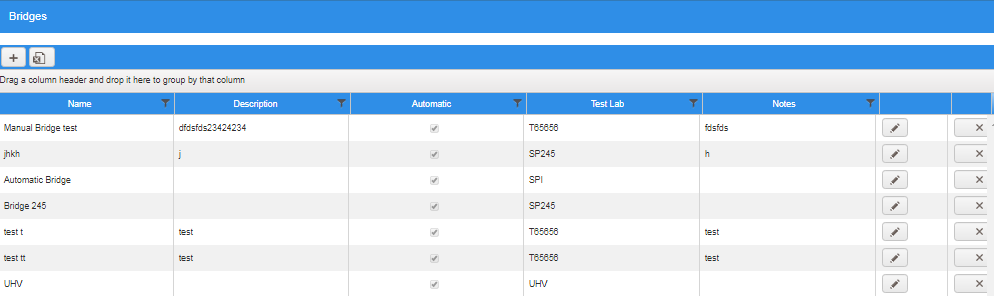 Bridges
Drag a column header and drop it here to group by that column
Name Description Automatic Test Lab Notes
Manual Bridge test dfdsfds23424234 T65656 fdsfds
jhkh j SP245 h
Automatic Bridge SPI
Bridge 245 SP245
test t test T65656 test
test tt test T65656 test
UHV UHV